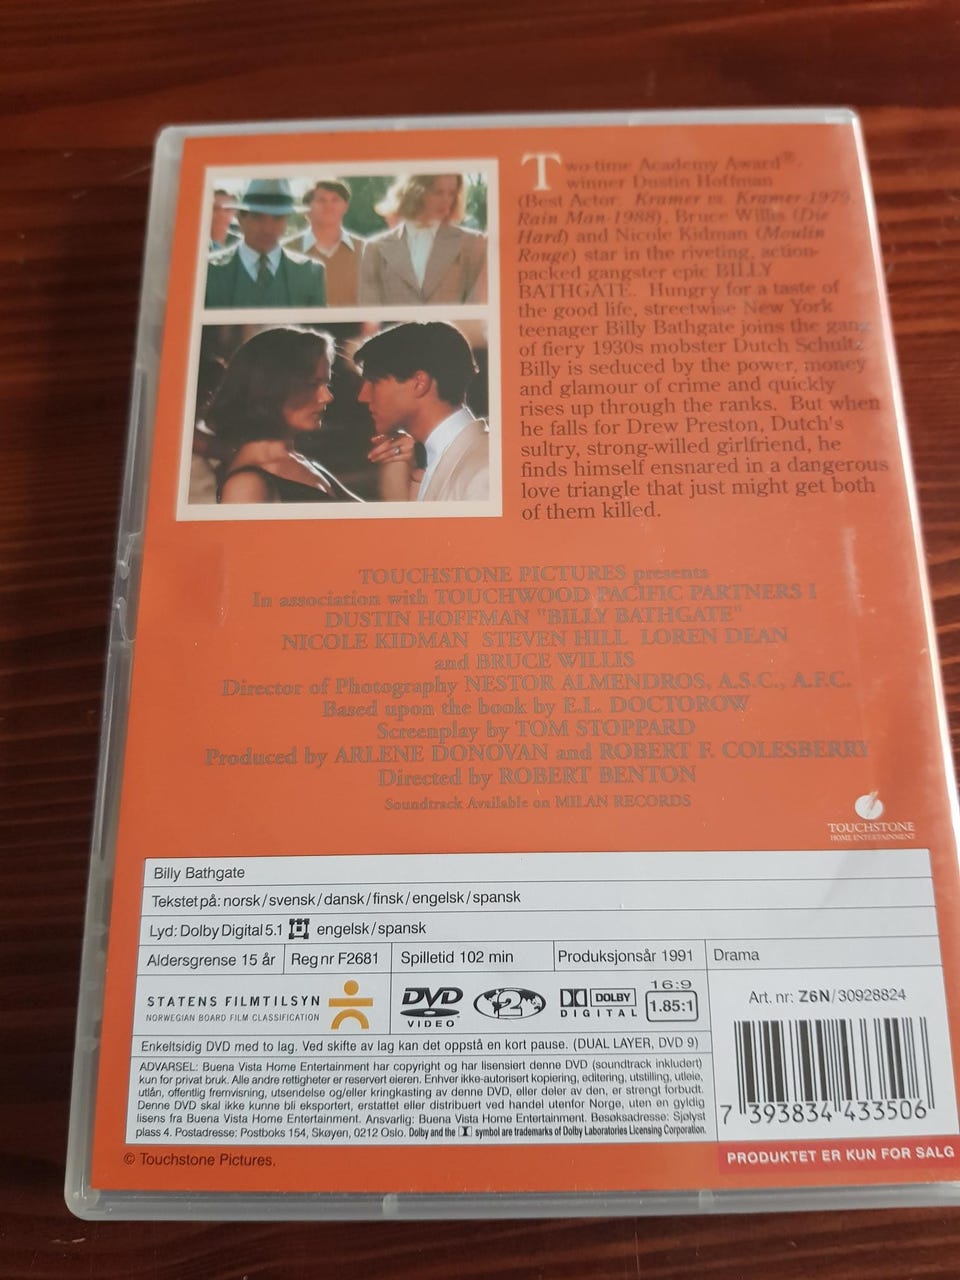 Two-time Academy Award®-
winner Dustin Hoffman
(Best Actor: Kramer vs. Kramer-1979,
Rain Man-1988), Bruce Willis (Die
Hard) and Nicole Kidman (Moulin
Rouge) star in the riveting, action-
packed gangster epic BILLY
BATHGATE. Hungry for a taste of
the good life, streetwise New York
teenager Billy Bathgate joins the gang
of fiery 1930s mobster Dutch Schultz.
Billy is seduced by the power, money
and glamour of crime and quickly
rises up through the ranks. But when
he falls for Drew Preston, Dutch's
sultry, strong-willed girlfriend, he
finds himself ensnared in a dangerous
love triangle that just might get both
of them killed.
TOUCHSTONE PICTURES presents
In association with TOUCHWOOD PACIFIC PARTNERS I
DUSTIN HOFFMAN "BILLY BATHGATE"
NICOLE KIDMAN STEVEN HILL LOREN DEAN
and BRUCE WILLIS
Director of Photography NESTOR ALMENDROS, A.S.C., A.F.C.
Based upon the book by E.L. DOCTOROW
Screenplay by TOM STOPPARD
Produced by ARLENE DONOVAN and ROBERT F. COLESBERRY
Directed by ROBERT BENTON
Soundtrack Available on MILAN RECORDS
TOUCHSTONE
HOME ENTERTAINMENT
Billy Bathgate
Tekstet på: norsk/svensk/dansk/finsk/engelsk/spansk
Lyd: Dolby Digital 5.1 engelsk/spansk
Aldersgrense 15 år Reg nr F2681 Spilletid 102 min Produksjonsår 1991 Drama
STATENS FILMTILSYN
NORWEGIAN BOARD FILM CLASSIFICATION
DVD
VIDEO
2
DOLBY
DIGITAL
16:9
1.85:1
Art. nr: Z6N/30928824
Enkeltsidig DVD med to lag. Ved skifte av lag kan det oppstå en kort pause. (DUAL LAYER, DVD 9)
ADVARSEL: Buena Vista Home Entertainment har copyright og har lisensiert denne DVD (soundtrack inkludert)
kun for privat bruk. Alle andre rettigheter er reservert eieren. Enhver ikke-autorisert kopiering, editering, utstilling, utleie,
utlån, offentlig fremvisning, utsendelse og/eller kringkasting av denne DVD, eller deler av den, er strengt forbudt.
Denne DVD skal ikke kunne bli eksportert, erstattet eller distribuert ved handel utenfor Norge, uten en gyldig
lisens fra Buena Vista Home Entertainment. Ansvarlig: Buena Vista Home Entertainment. Besøksadresse: Sjølyst
plass 4. Postadresse: Postboks 154, Skøyen, 0212 Oslo. Dolby and the symbol are trademarks of Dolby Laboratories Licensing Corporation.
7 393834 433506
© Touchstone Pictures.
PRODUKTET ER KUN FOR SALG